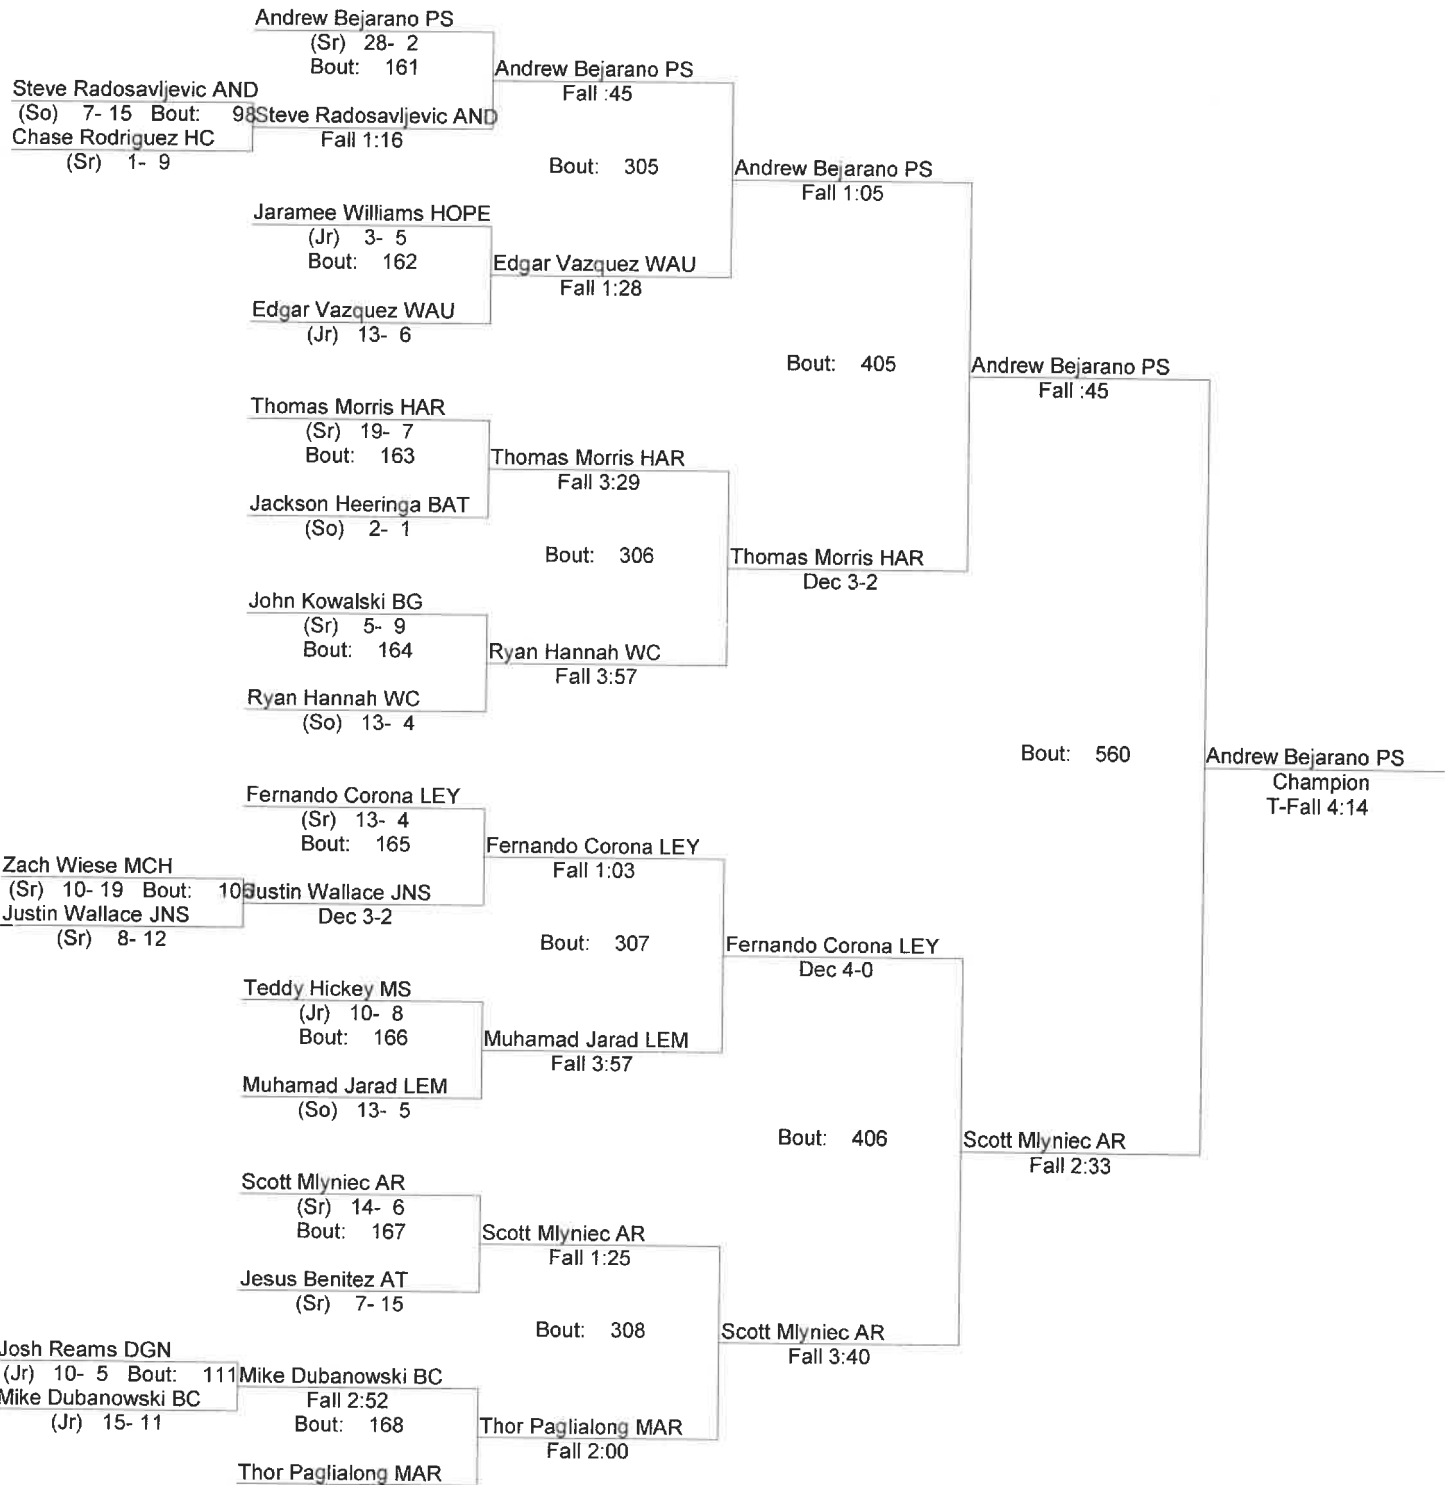 Andrew Bejarano PS
(Sr) 28- 2
Bout: 161
Andrew Bejarano PS
Fall :45
Steve Radosavljevic AND
(So) 7- 15 Bout: 98
Steve Radosavljevic AND
Fall 1:16
Chase Rodriguez HC
(Sr) 1- 9
Bout: 305
Andrew Bejarano PS
Fall 1:05
Jaramee Williams HOPE
(Jr) 3- 5
Bout: 162
Edgar Vazquez WAU
Fall 1:28
Edgar Vazquez WAU
(Jr) 13- 6
Bout: 405
Andrew Bejarano PS
Fall :45
Thomas Morris HAR
(Sr) 19- 7
Bout: 163
Thomas Morris HAR
Fall 3:29
Jackson Heeringa BAT
(So) 2- 1
Bout: 306
Thomas Morris HAR
Dec 3-2
John Kowalski BG
(Sr) 5- 9
Bout: 164
Ryan Hannah WC
Fall 3:57
Ryan Hannah WC
(So) 13- 4
Bout: 560
Andrew Bejarano PS
Champion
T-Fall 4:14
Fernando Corona LEY
(Sr) 13- 4
Bout: 165
Fernando Corona LEY
Fall 1:03
Zach Wiese MCH
(Sr) 10- 19 Bout: 106
Justin Wallace JNS
Dec 3-2
Justin Wallace JNS
(Sr) 8- 12
Bout: 307
Fernando Corona LEY
Dec 4-0
Teddy Hickey MS
(Jr) 10- 8
Bout: 166
Muhamad Jarad LEM
Fall 3:57
Muhamad Jarad LEM
(So) 13- 5
Bout: 406
Scott Mlyniec AR
Fall 2:33
Scott Mlyniec AR
(Sr) 14- 6
Bout: 167
Scott Mlyniec AR
Fall 1:25
Jesus Benitez AT
(Sr) 7- 15
Bout: 308
Scott Mlyniec AR
Fall 3:40
Josh Reams DGN
(Jr) 10- 5 Bout: 111
Mike Dubanowski BC
Fall 2:52
Mike Dubanowski BC
(Jr) 15- 11
Bout: 168
Thor Paglialong MAR
Fall 2:00
Thor Paglialong MAR